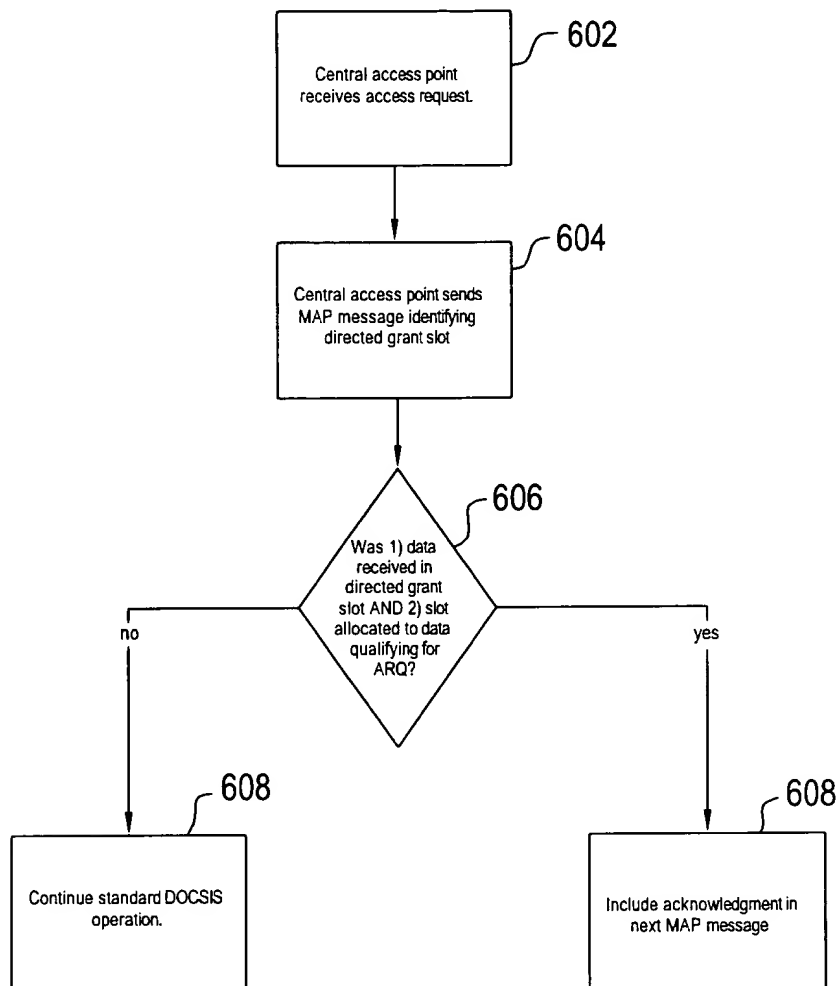 602
Central access point
receives access request.
604
Central access point sends
MAP message identifying
directed grant slot
606
Was 1) data
received in
directed grant
slot AND 2) slot
allocated to data
qualifying for
ARQ?
no
yes
608
Continue standard DOCSIS
operation.
608
Include acknowledgment in
next MAP message